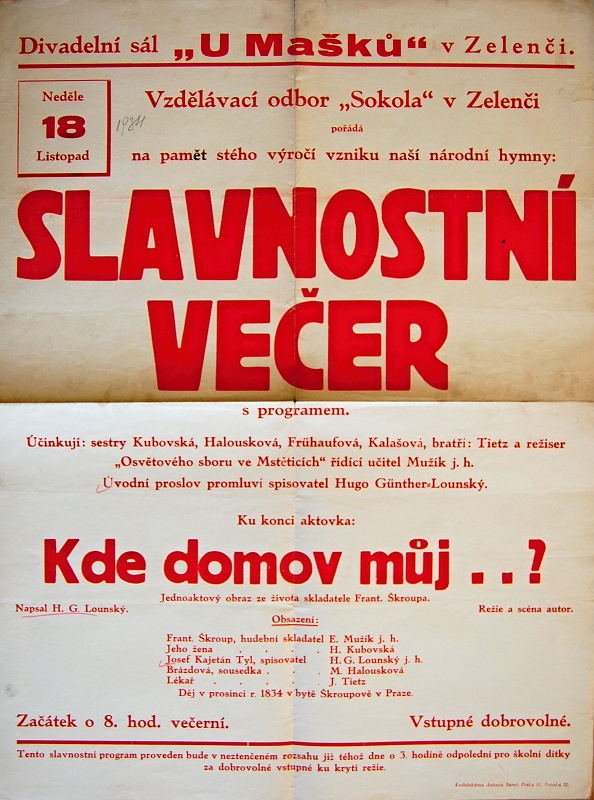 Divadelní sál „U Mašků“ v Zelenči.
Neděle
18
Listopad
1934
Vzdělávací odbor „Sokola“ v Zelenči
pořádá
na pamět stého výročí vzniku naší národní hymny:
SLAVNOSTNÍ
VEČER
s programem.
Účinkují: sestry Kubovská, Halousková, Frühaufová, Kalašová, bratři: Tietz a režiser
„Osvětového sboru ve Mstěticích“ řídící učitel Mužík j. h.
Úvodní proslov promluví spisovatel Hugo Günther-Lounský.
Ku konci aktovka:
Kde domov můj . . ?
Jednoaktový obraz ze života skladatele Frant. Škroupa.
Napsal H. G. Lounský.
Režie a scéna autor.
Obsazení:
Frant. Škroup, hudební skladatel E. Mužík j. h.
Jeho žena . . . . . H. Kubovská
Josef Kajetán Tyl, spisovatel H. G. Lounský j. h.
Brázdová, sousedka . . . . M. Halousková
Lékař . . . . . . J. Tietz
Děj v prosinci r. 1834 v bytě Škroupově v Praze.
Začátek o 8. hod. večerní.
Vstupné dobrovolné.
Tento slavnostní program proveden bude v neztenčeném rozsahu již téhož dne o 3. hodině odpolední pro školní dítky
za dobrovolné vstupné ku krytí režie.
Knihtiskárna Antonín Praha II.,